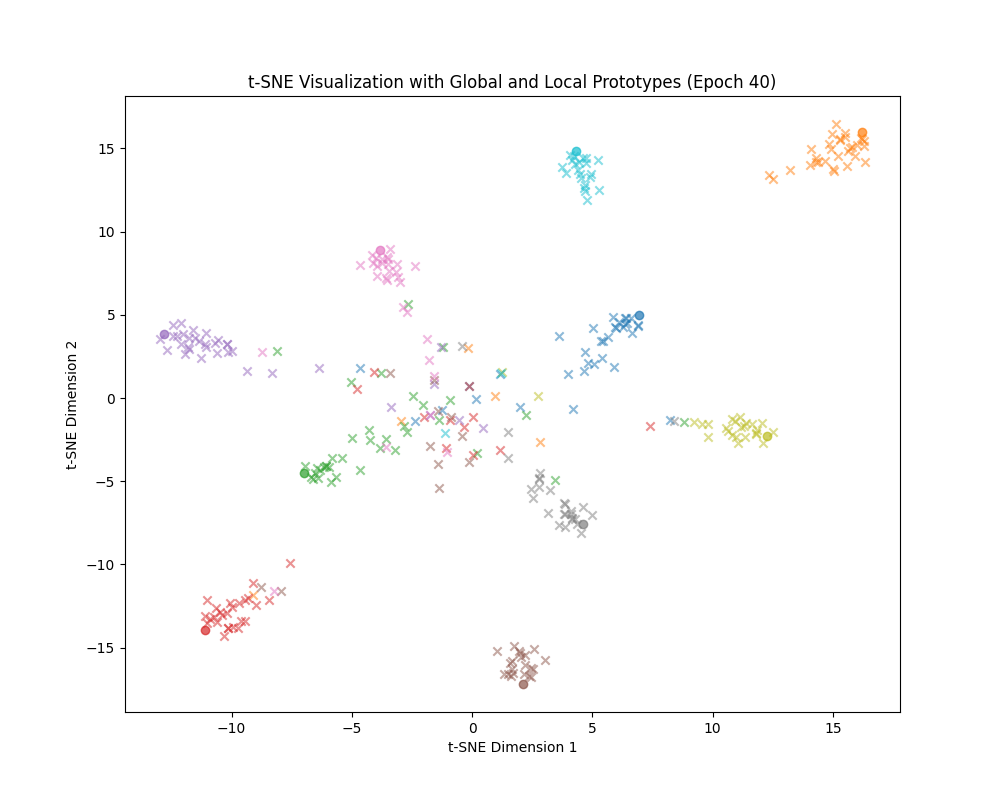 t-SNE Visualization with Global and Local Prototypes (Epoch 40)
15
10
5
0
−5
−10
−15
t-SNE Dimension 2
−10 −5 0 5 10 15
t-SNE Dimension 1